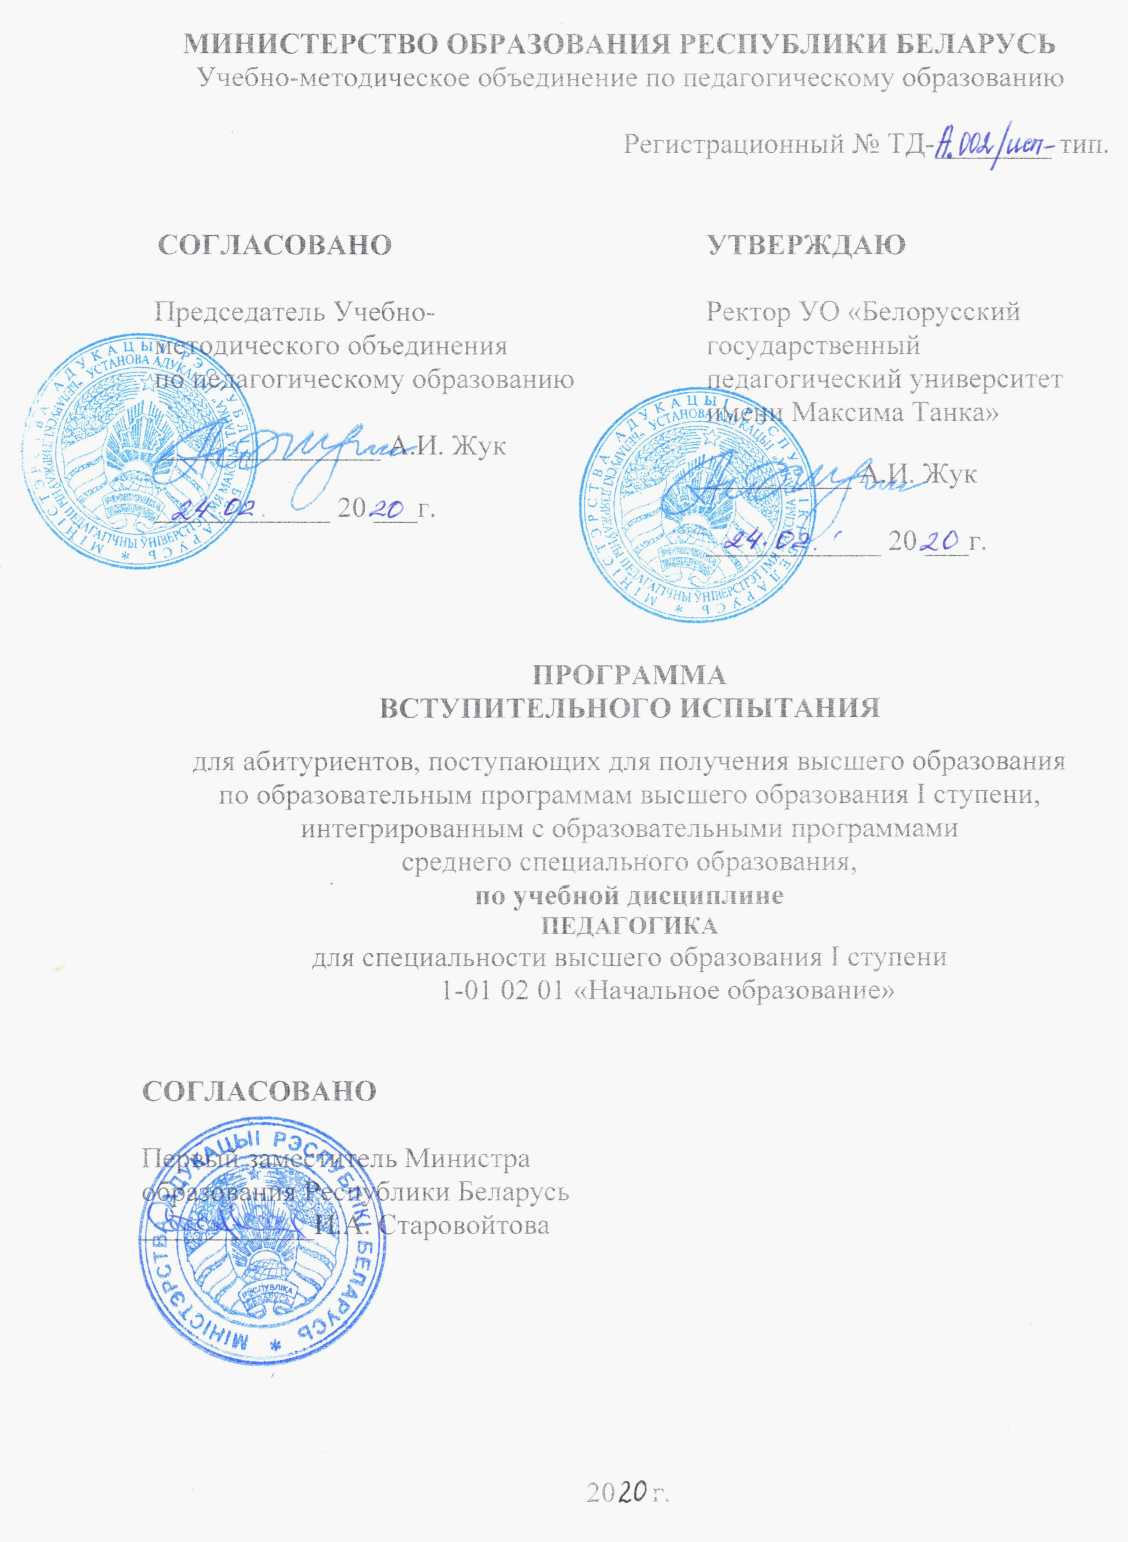 МИНИСТЕРСТВО ОБРАЗОВАНИЯ РЕСПУБЛИКИ БЕЛАРУСЬ
Учебно-методическое объединение по педагогическому образованию
Регистрационный № ТД-А.002/исп- тип.
СОГЛАСОВАНО
Председатель Учебно-
методического объединения
по педагогическому образованию
А.И. Жук
24.02. 2020 г.
УТВЕРЖДАЮ
Ректор УО «Белорусский
государственный
педагогический университет
имени Максима Танка»
А.И. Жук
24.02. 2020 г.
ПРОГРАММА
ВСТУПИТЕЛЬНОГО ИСПЫТАНИЯ
для абитуриентов, поступающих для получения высшего образования
по образовательным программам высшего образования I ступени,
интегрированным с образовательными программами
среднего специального образования,
по учебной дисциплине
ПЕДАГОГИКА
для специальности высшего образования I ступени
1-01 02 01 «Начальное образование»
СОГЛАСОВАНО
Первый заместитель Министра
образования Республики Беларусь
И.А. Старовойтова
МІНІСТЭРСТВА АДУКАЦЫІ РЭСПУБЛІКІ БЕЛАРУСЬ *
2020 г.